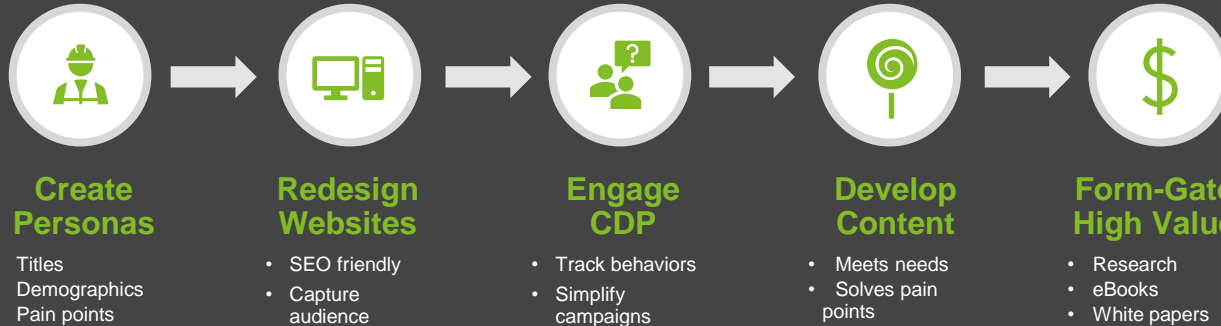 ?
$
Create
Personas
Titles
Demographics
Pain points
Redesign
Websites
• SEO friendly
• Capture
audience
Engage
CDP
• Track behaviors
• Simplify
campaigns
Develop
Content
• Meets needs
• Solves pain
points
Form-Gate
High Value
• Research
• eBooks
• White papers